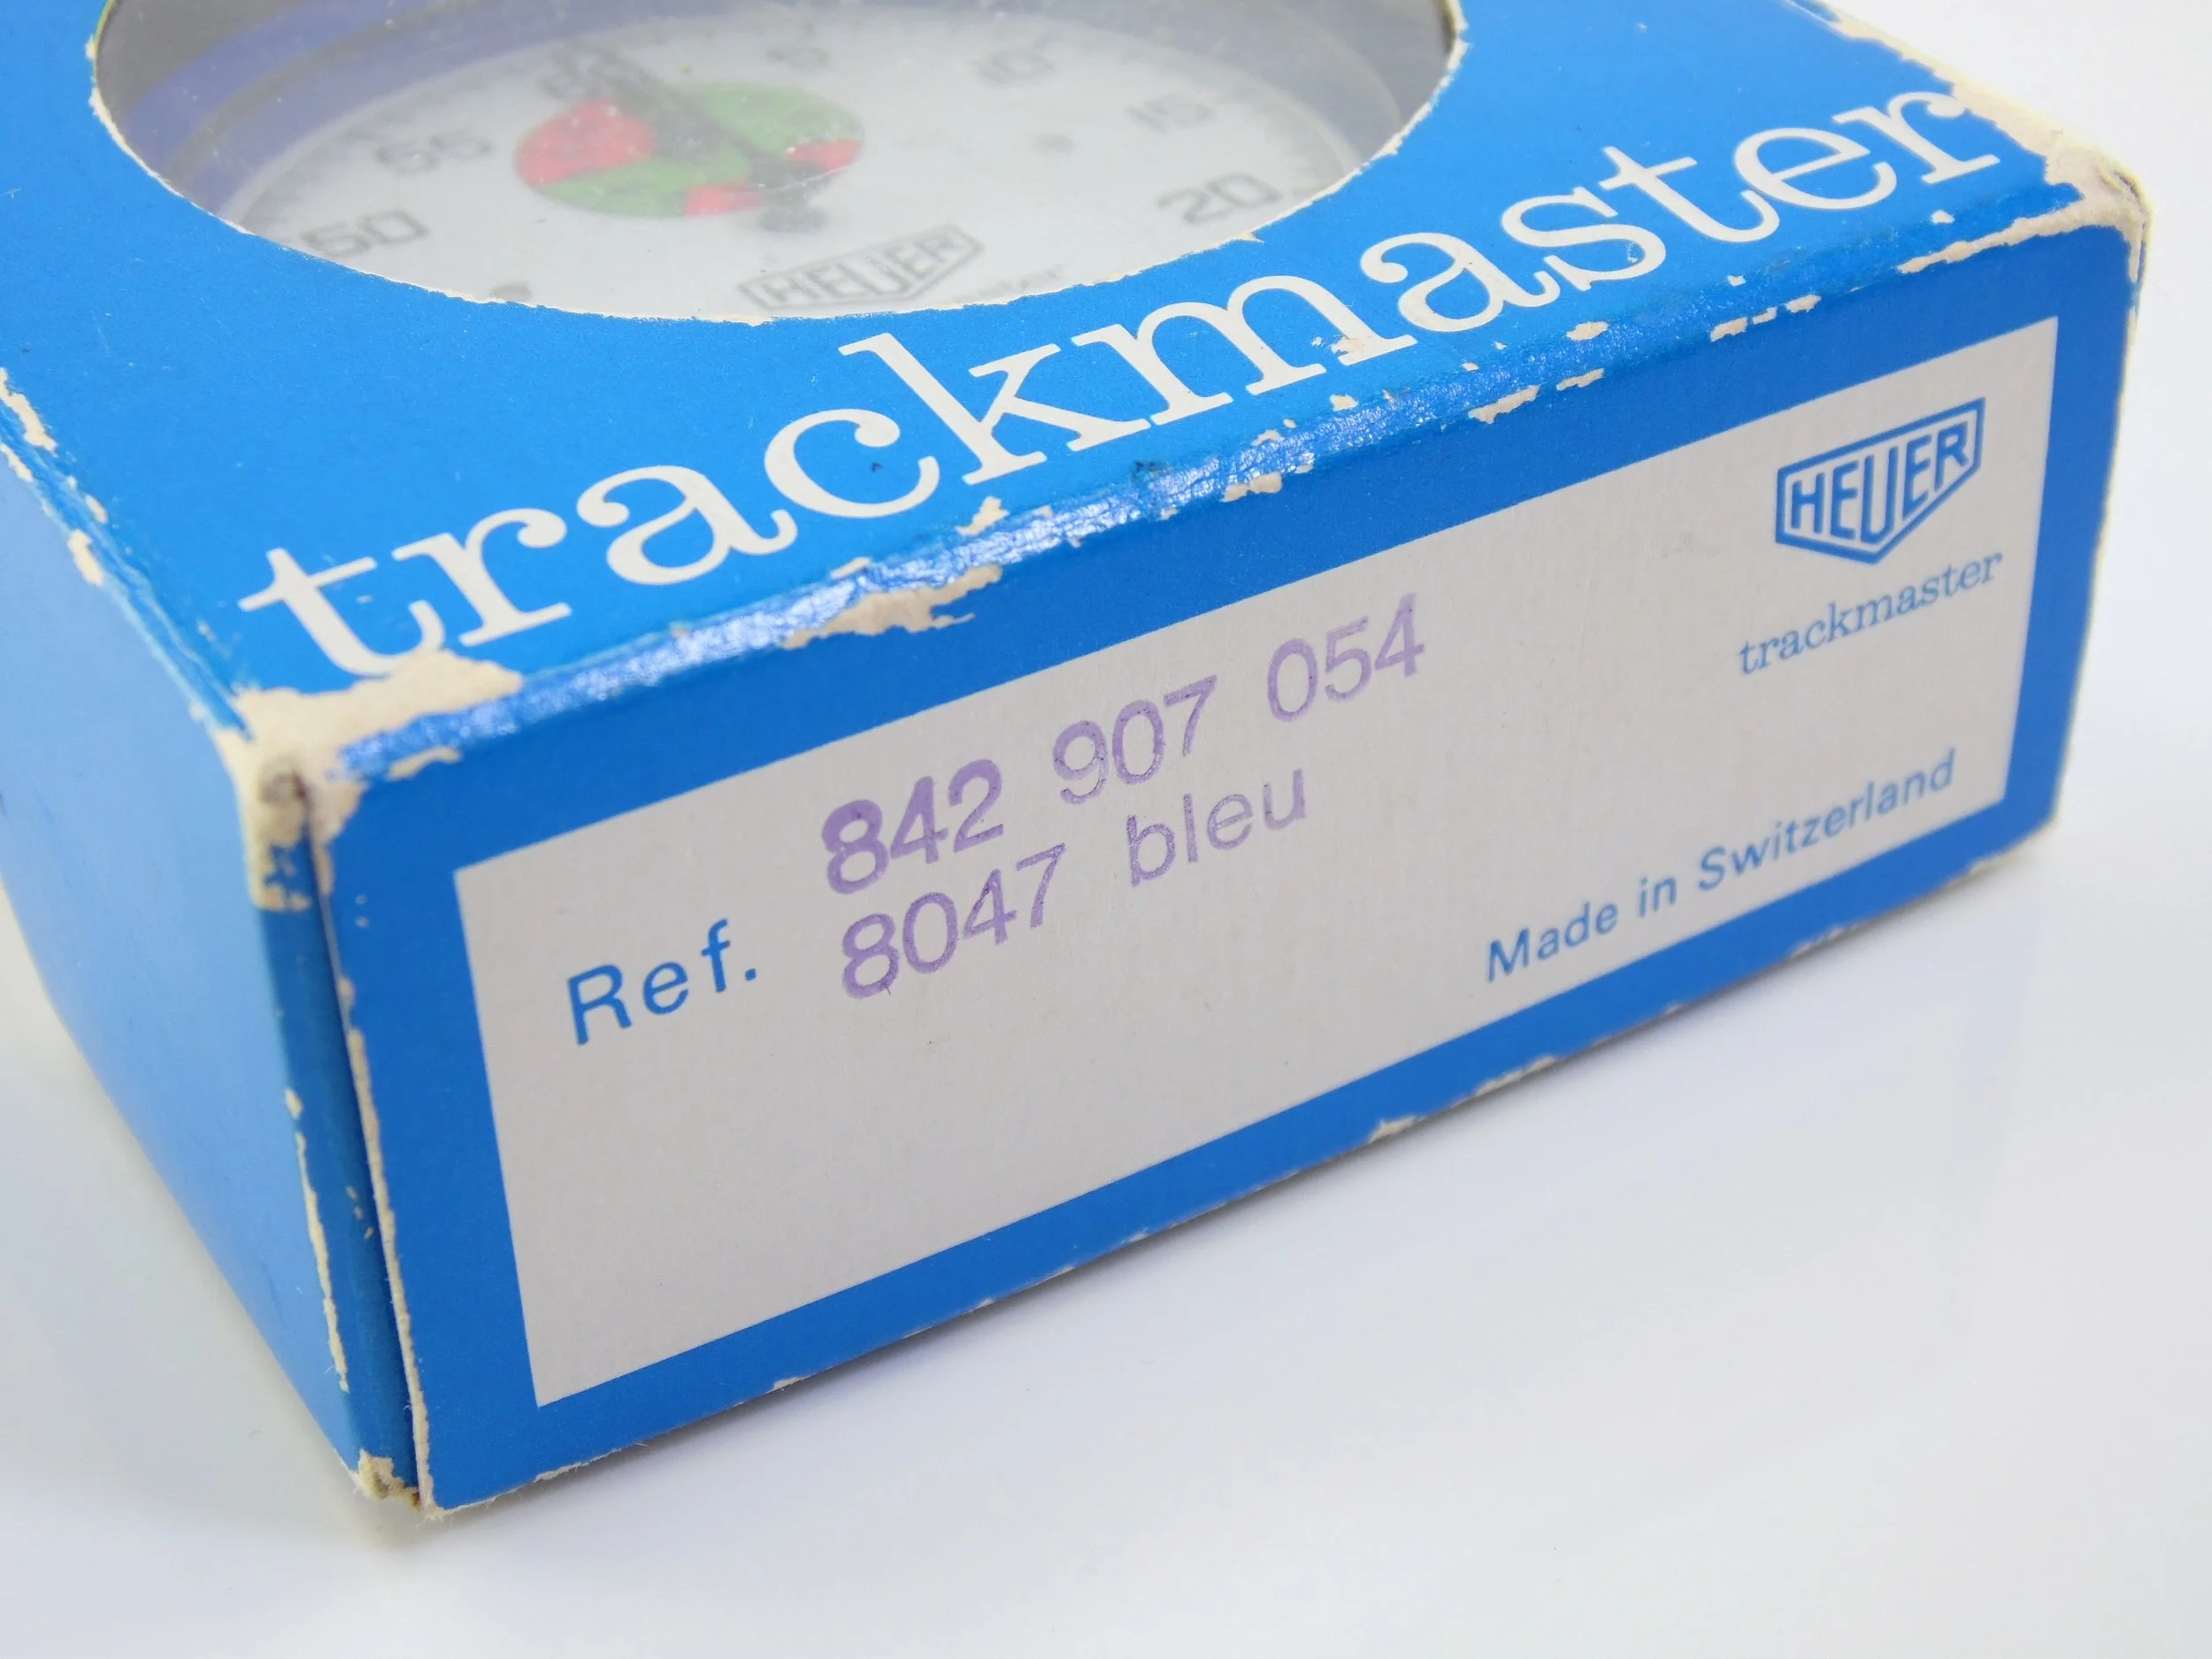 60
5
10
55
15
50
20
HEUER
trackmaster
HEUER
trackmaster
842 907 054
Ref. 8047 bleu
Made in Switzerland